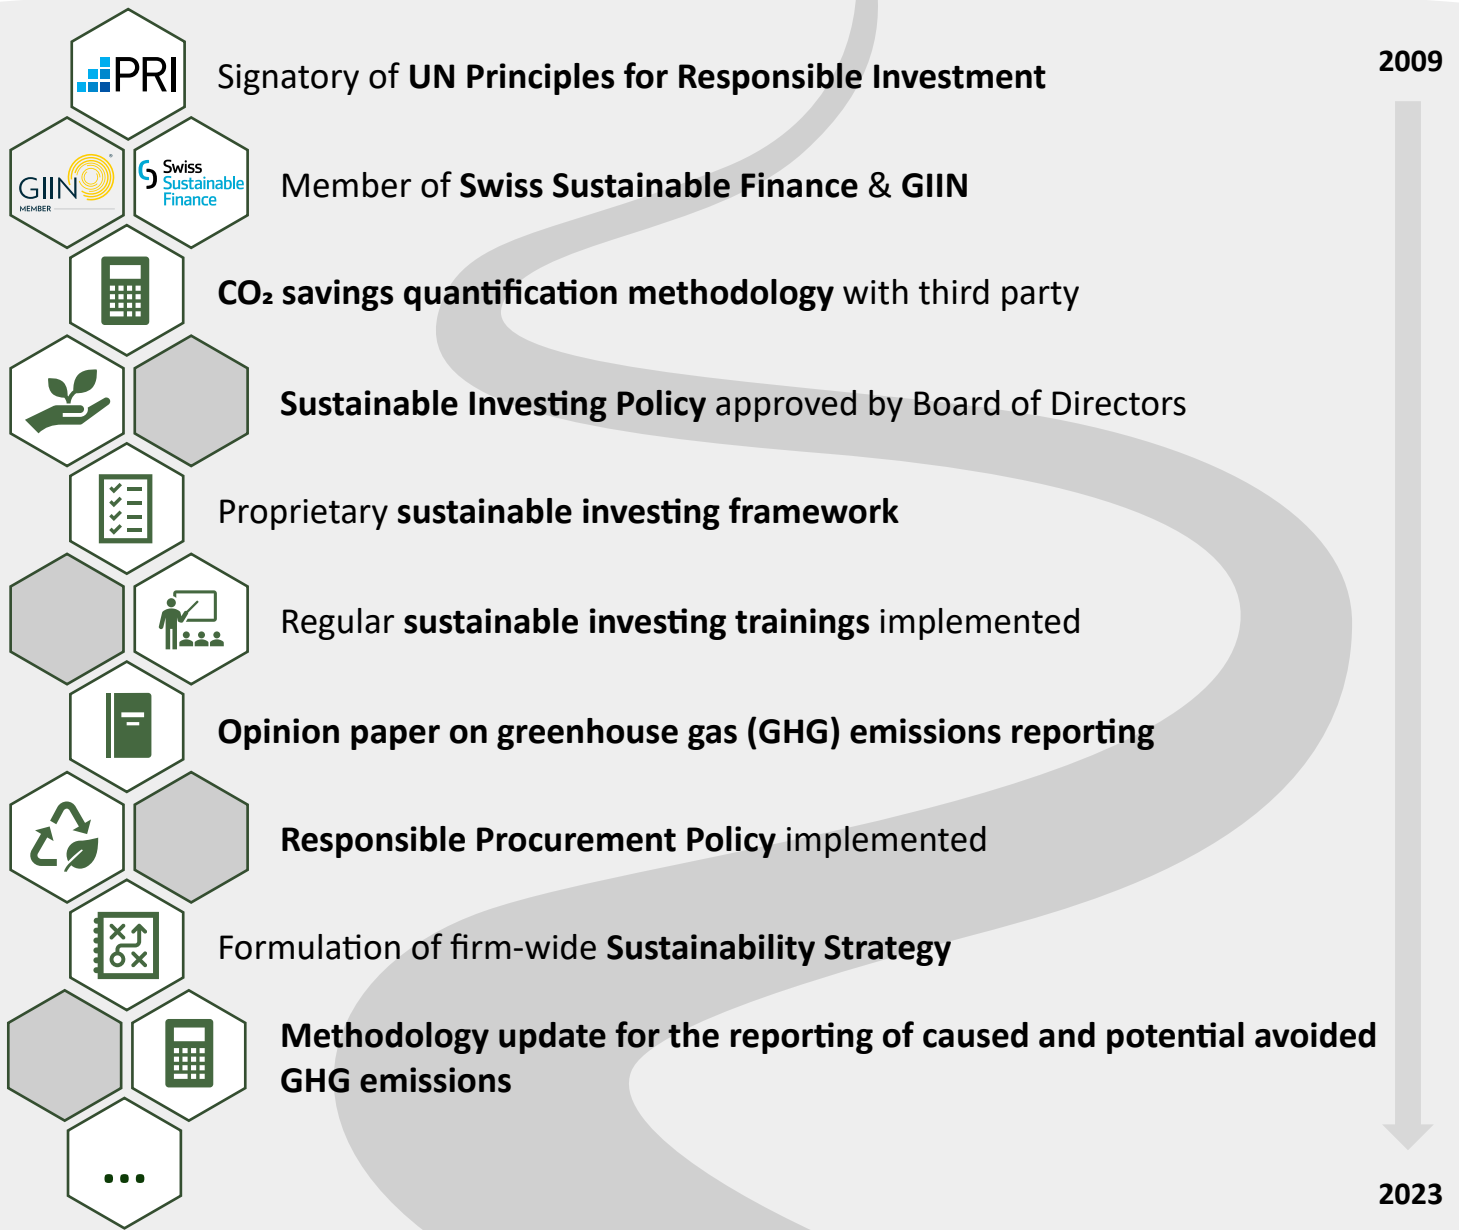 PRI
Signatory of UN Principles for Responsible Investment
2009
GIIN
MEMBER
Swiss
Sustainable
Finance
Member of Swiss Sustainable Finance & GIIN
CO₂ savings quantification methodology with third party
Sustainable Investing Policy approved by Board of Directors
Proprietary sustainable investing framework
Regular sustainable investing trainings implemented
Opinion paper on greenhouse gas (GHG) emissions reporting
Responsible Procurement Policy implemented
Formulation of firm-wide Sustainability Strategy
Methodology update for the reporting of caused and potential avoided
GHG emissions
...
2023